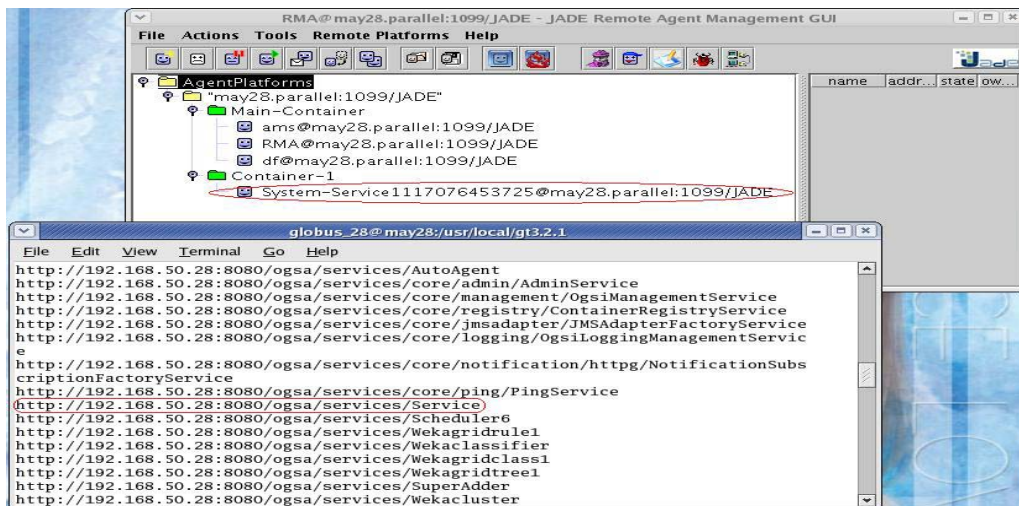 RMA@may28.parallel:1099/JADE - JADE Remote Agent Management GUI
File Actions Tools Remote Platforms Help
Jade
name addr... state ow...
AgentPlatforms
"may28.parallel:1099/JADE"
Main-Container
ams@may28.parallel:1099/JADE
RMA@may28.parallel:1099/JADE
df@may28.parallel:1099/JADE
Container-1
System-Service1117076453725@may28.parallel:1099/JADE
globus_28@may28:/usr/local/gt3.2.1
File Edit View Terminal Go Help
http://192.168.50.28:8080/ogsa/services/AutoAgent
http://192.168.50.28:8080/ogsa/services/core/admin/AdminService
http://192.168.50.28:8080/ogsa/services/core/management/OgsiManagementService
http://192.168.50.28:8080/ogsa/services/core/registry/ContainerRegistryService
http://192.168.50.28:8080/ogsa/services/core/jmsadapter/JMSAdapterFactoryService
http://192.168.50.28:8080/ogsa/services/core/logging/OgsiLoggingManagementServic
e
http://192.168.50.28:8080/ogsa/services/core/notification/httpg/NotificationSubs
criptionFactoryService
http://192.168.50.28:8080/ogsa/services/core/ping/PingService
http://192.168.50.28:8080/ogsa/services/Service
http://192.168.50.28:8080/ogsa/services/Scheduler6
http://192.168.50.28:8080/ogsa/services/Wekagridrule1
http://192.168.50.28:8080/ogsa/services/Wekaclassifier
http://192.168.50.28:8080/ogsa/services/Wekagridclass1
http://192.168.50.28:8080/ogsa/services/Wekagridtree1
http://192.168.50.28:8080/ogsa/services/SuperAdder
http://192.168.50.28:8080/ogsa/services/Wekacluster